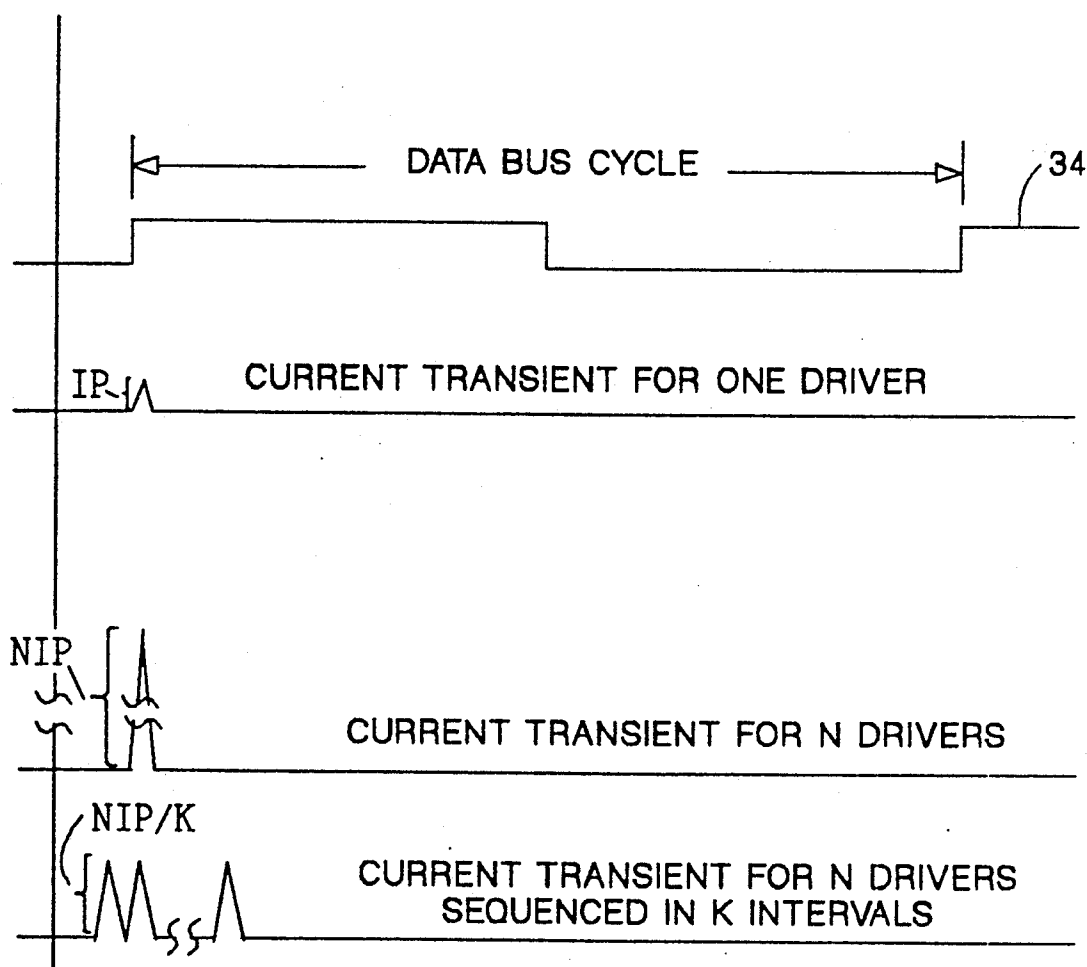 DATA BUS CYCLE
34
IP
CURRENT TRANSIENT FOR ONE DRIVER
NIP
CURRENT TRANSIENT FOR N DRIVERS
NIP/K
CURRENT TRANSIENT FOR N DRIVERS
SEQUENCED IN K INTERVALS